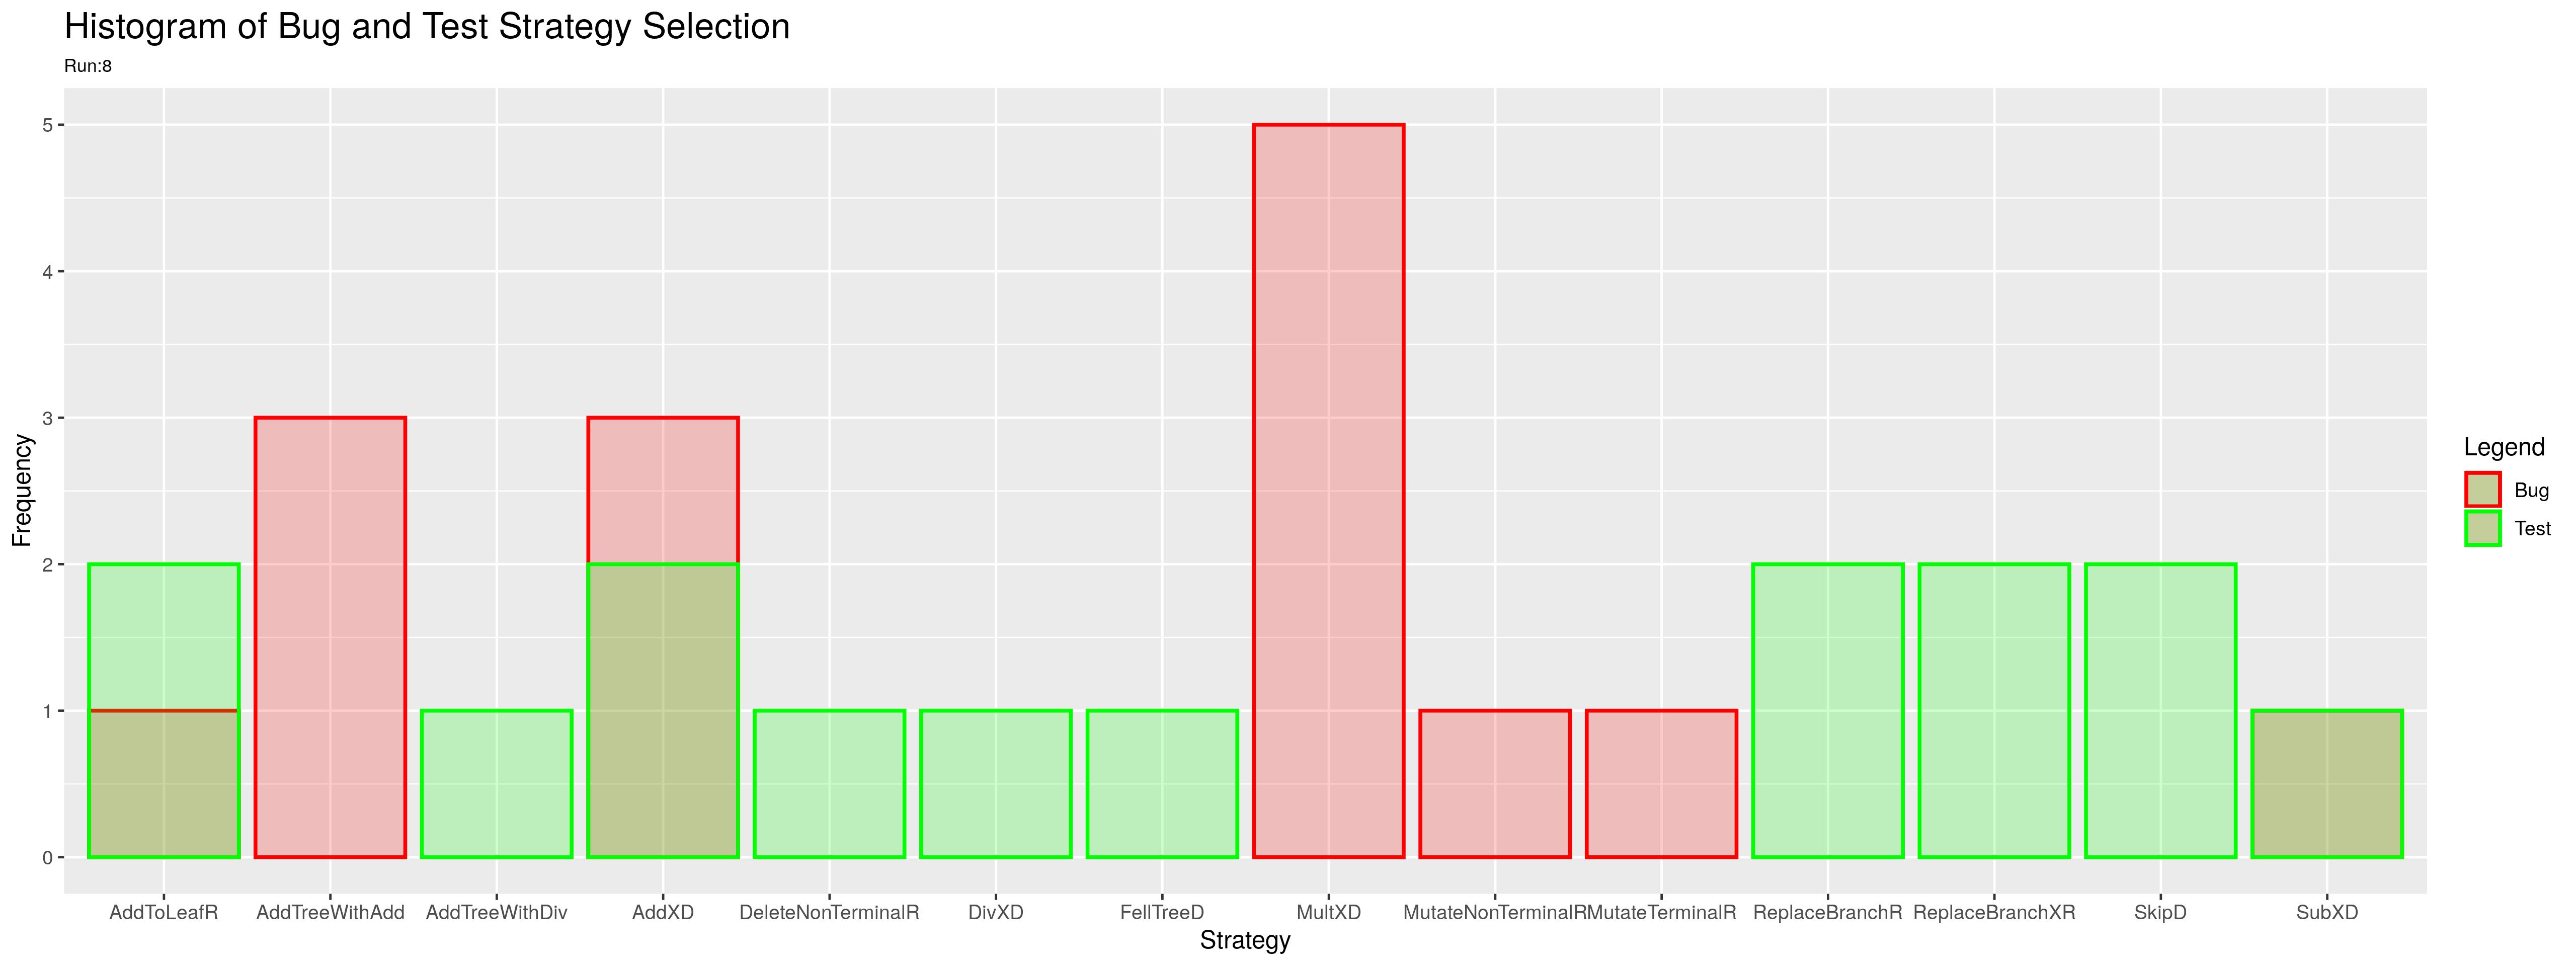 Histogram of Bug and Test Strategy Selection
Run:8
Frequency
5
4
3
2
1
0
AddToLeafR AddTreeWithAdd AddTreeWithDiv AddXD DeleteNonTerminalR DivXD FellTreeD MultXD MutateNonTerminalR MutateTerminalR ReplaceBranchR ReplaceBranchXR SkipD SubXD
Strategy
Legend
Bug
Test